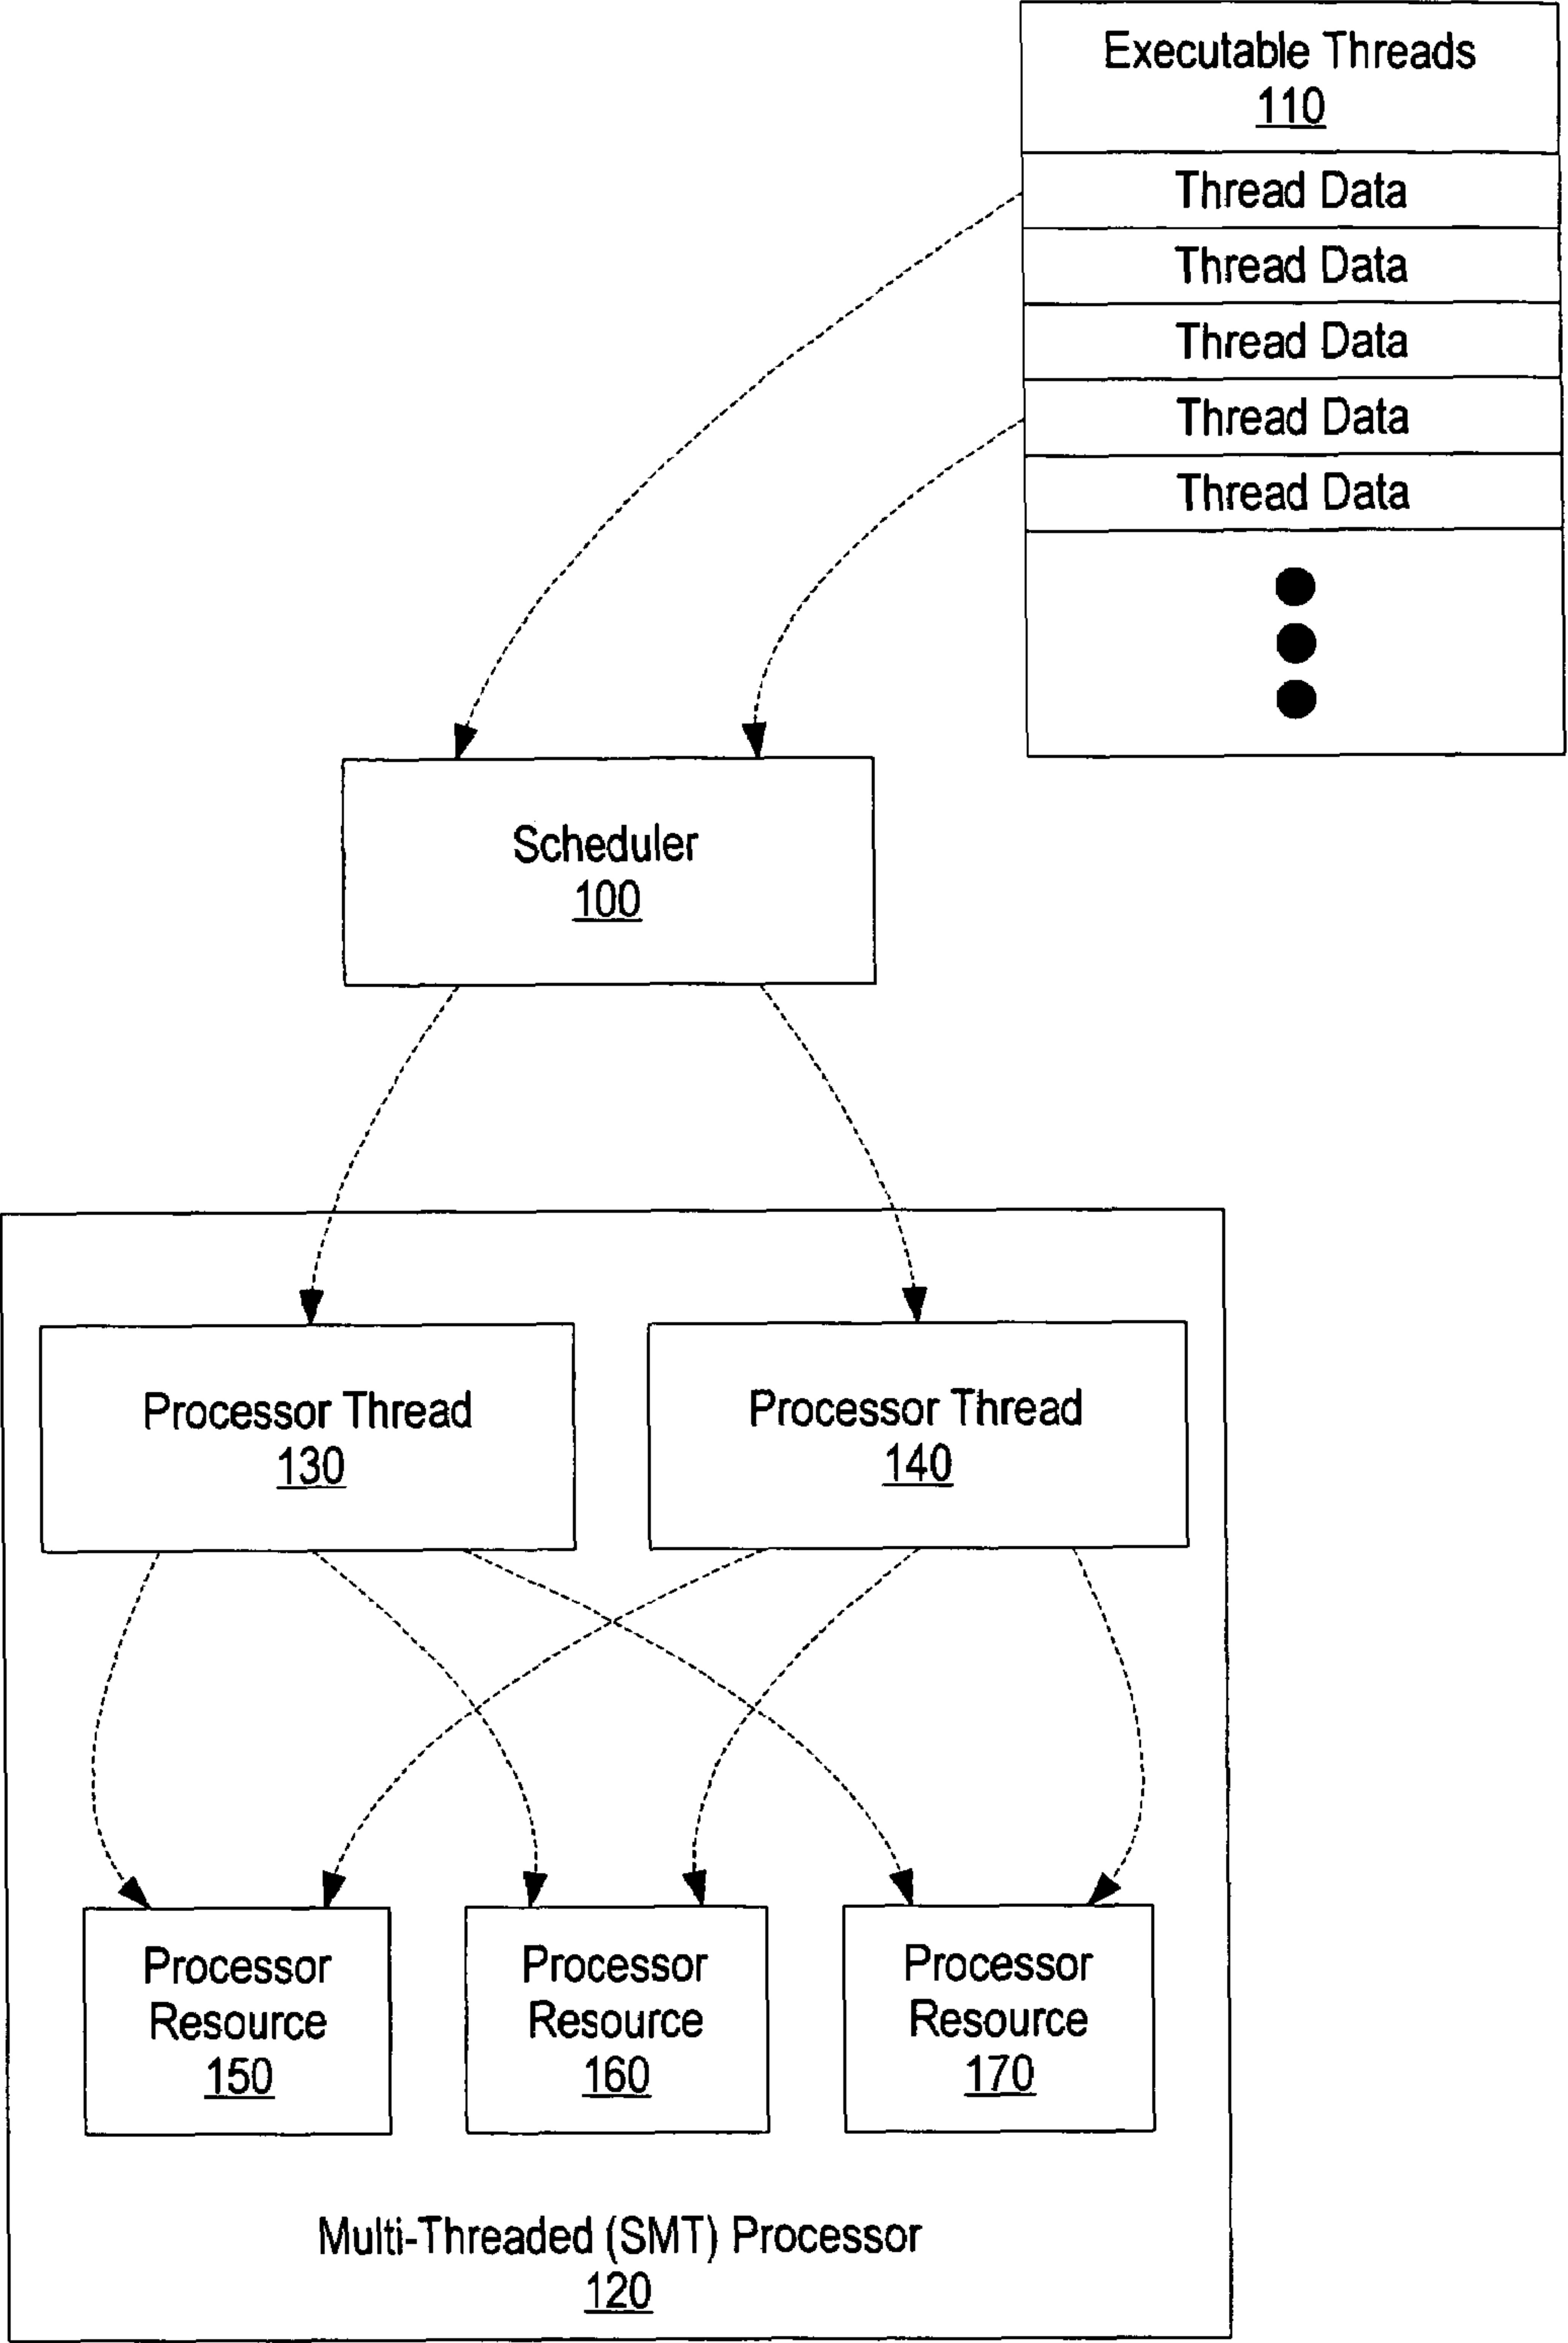 Executable Threads
110
Thread Data
Thread Data
Thread Data
Thread Data
Thread Data
Scheduler
100
Processor Thread
130
Processor Thread
140
Processor
Resource
150
Processor
Resource
160
Processor
Resource
170
Multi-Threaded (SMT) Processor
120